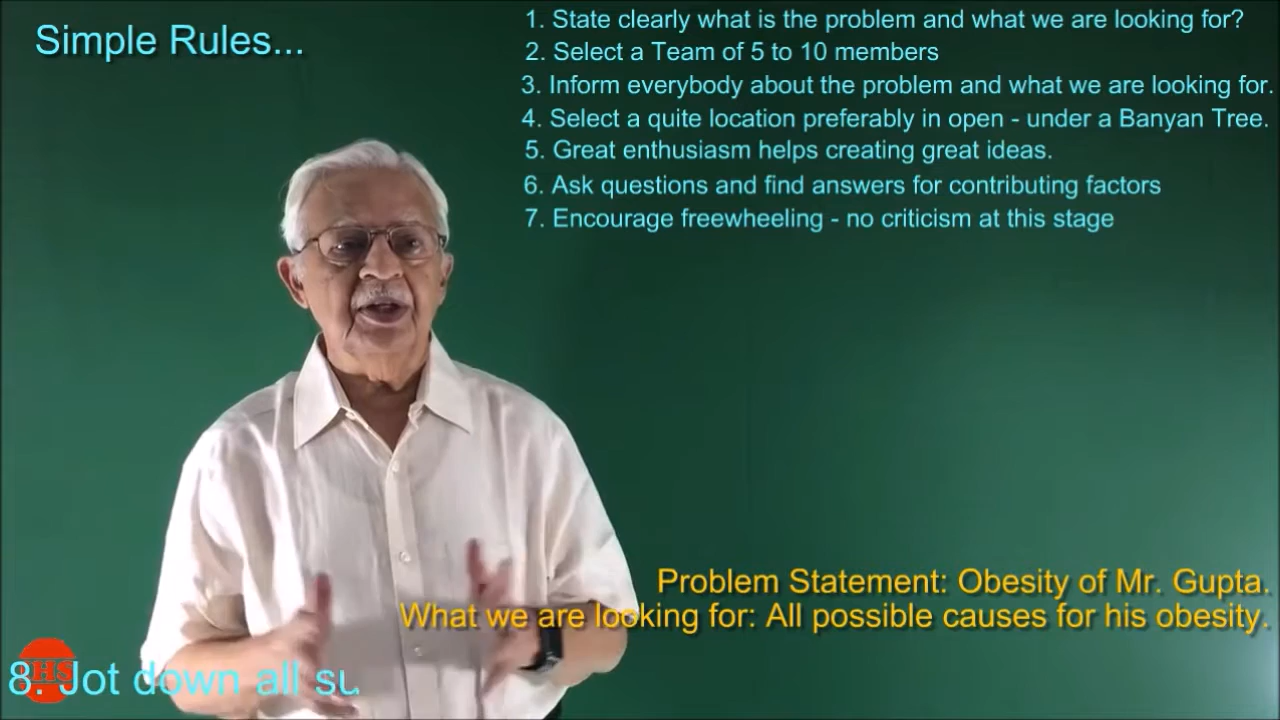 Simple Rules...
1. State clearly what is the problem and what we are looking for?
2. Select a Team of 5 to 10 members
3. Inform everybody about the problem and what we are looking for.
4. Select a quite location preferably in open - under a Banyan Tree.
5. Great enthusiasm helps creating great ideas.
6. Ask questions and find answers for contributing factors
7. Encourage freewheeling - no criticism at this stage
Problem Statement: Obesity of Mr. Gupta.
What we are looking for: All possible causes for his obesity.
8. Jot down all su